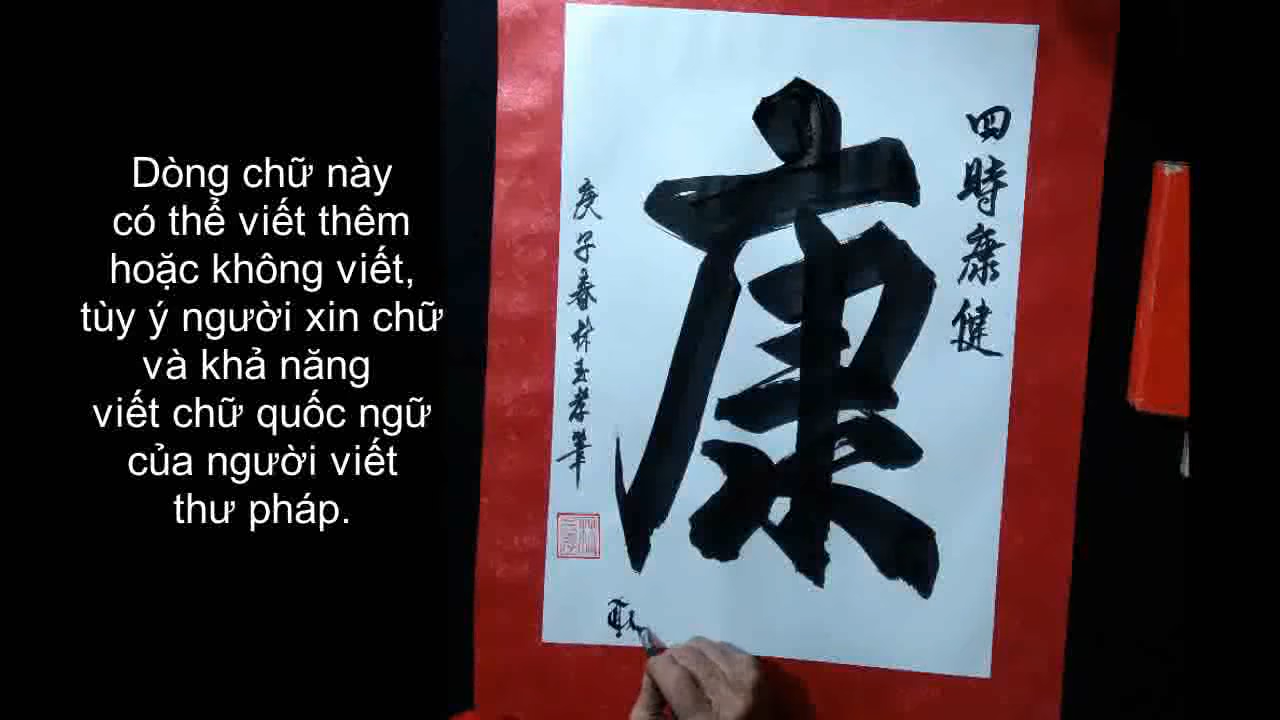 Dòng chữ này
có thể viết thêm
hoặc không viết,
tùy ý người xin chữ
và khả năng
viết chữ quốc ngữ
của người viết
thư pháp.
四時康健
康
庚子春林玉孝筆